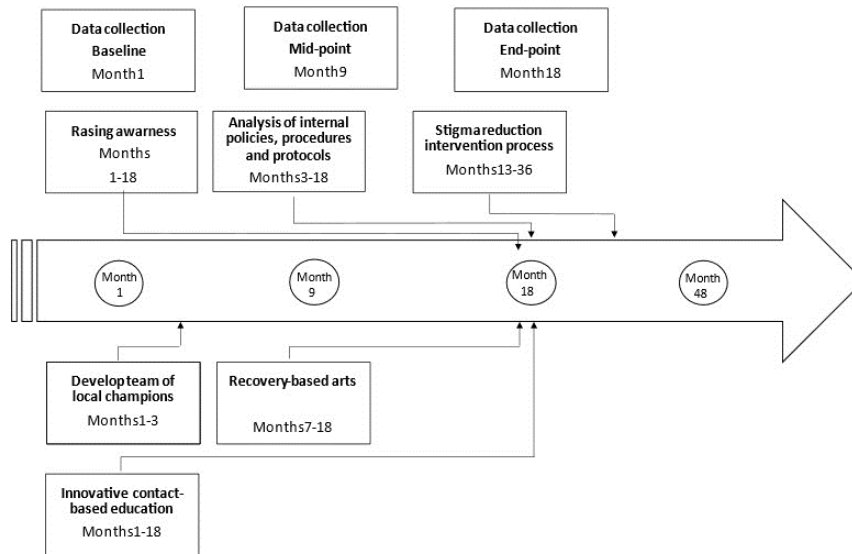 Data collection
Baseline
Month1
Data collection
Mid-point
Month9
Data collection
End-point
Month18
Rasing awarness
Months
1-18
Analysis of internal
policies, procedures
and protocols
Months3-18
Stigma reduction
intervention process
Months13-36
Month
1
Month
9
Month
18
Month
48
Develop team of
local champions
Months1-3
Recovery-based arts
Months7-18
Innovative contact-
based education
Months1-18